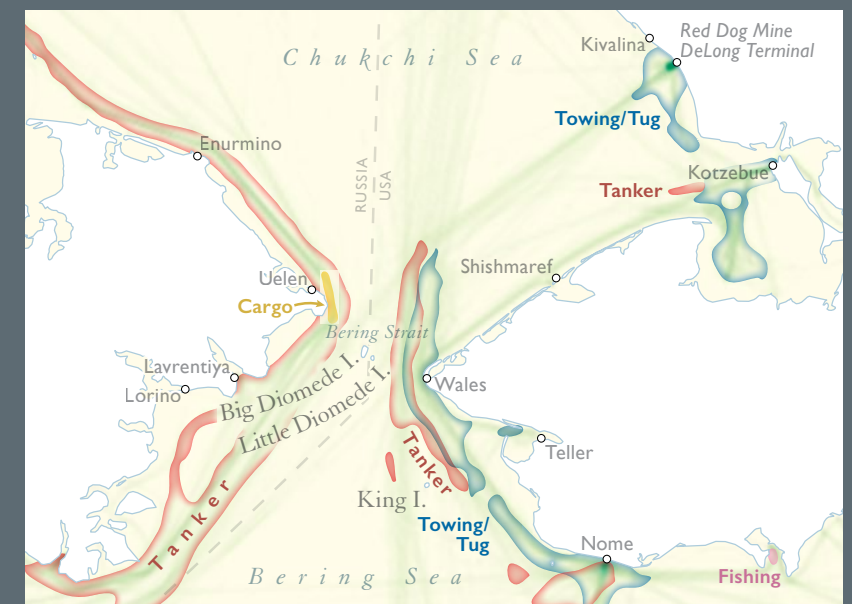 Red Dog Mine
DeLong Terminal
Kivalina
Chukchi Sea
Towing/Tug
Enurmino
Kotzebue
RUSSIA
USA
Tanker
Shishmaref
Uelen
Cargo
Bering Strait
Lavrentiya
Big Diomede I.
Wales
Lorino
Little Diomede I.
Tanker
Teller
Tanker
King I.
Towing/
Tug
Nome
Bering Sea
Fishing